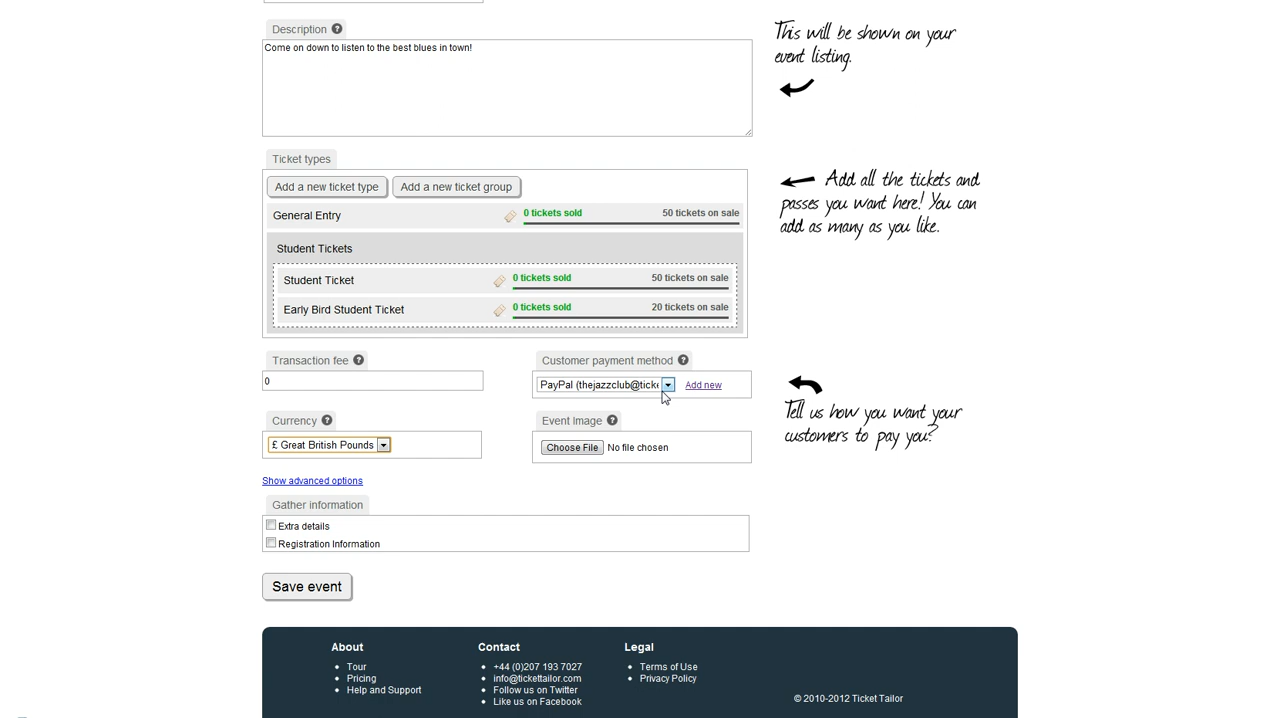 Description ?
Come on down to listen to the best blues in town!
This will be shown on your
event listing.
Ticket types
Add a new ticket type
Add a new ticket group
General Entry
0 tickets sold
50 tickets on sale
Student Tickets
Student Ticket
0 tickets sold
50 tickets on sale
Early Bird Student Ticket
0 tickets sold
20 tickets on sale
Add all the tickets and
passes you want here! You can
add as many as you like.
Transaction fee ?
0
Customer payment method ?
PayPal (thejazzclub@ticke
Add new
Currency ?
£ Great British Pounds
Event Image ?
Choose File No file chosen
Tell us how you want your
customers to pay you?
Show advanced options
Gather information
Extra details
Registration Information
Save event
About
Tour
Pricing
Help and Support
Contact
+44 (0)207 193 7027
info@tickettailor.com
Follow us on Twitter
Like us on Facebook
Legal
Terms of Use
Privacy Policy
© 2010-2012 Ticket Tailor